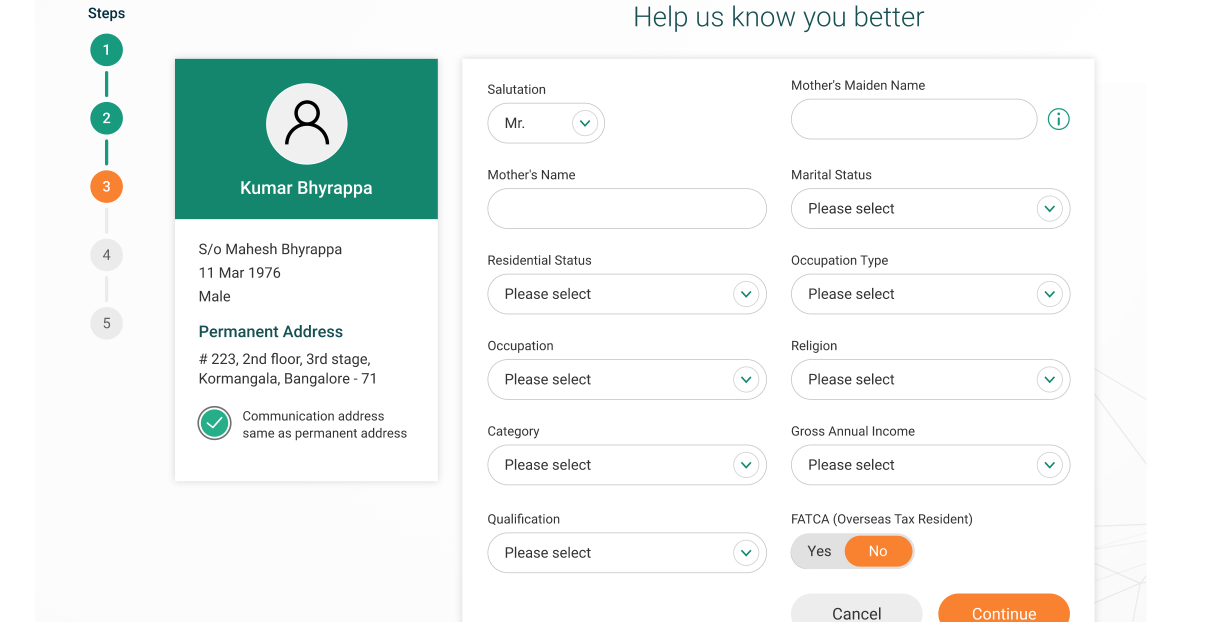 Steps
Help us know you better
1
2
3
4
5
Kumar Bhyrappa
S/o Mahesh Bhyrappa
11 Mar 1976
Male
Permanent Address
# 223, 2nd floor, 3rd stage,
Kormangala, Bangalore - 71
Communication address
same as permanent address
Salutation
Mr.
Mother's Maiden Name
Mother's Name
Marital Status
Please select
Residential Status
Please select
Occupation Type
Please select
Occupation
Please select
Religion
Please select
Category
Please select
Gross Annual Income
Please select
Qualification
Please select
FATCA (Overseas Tax Resident)
Yes No
Cancel
Continue